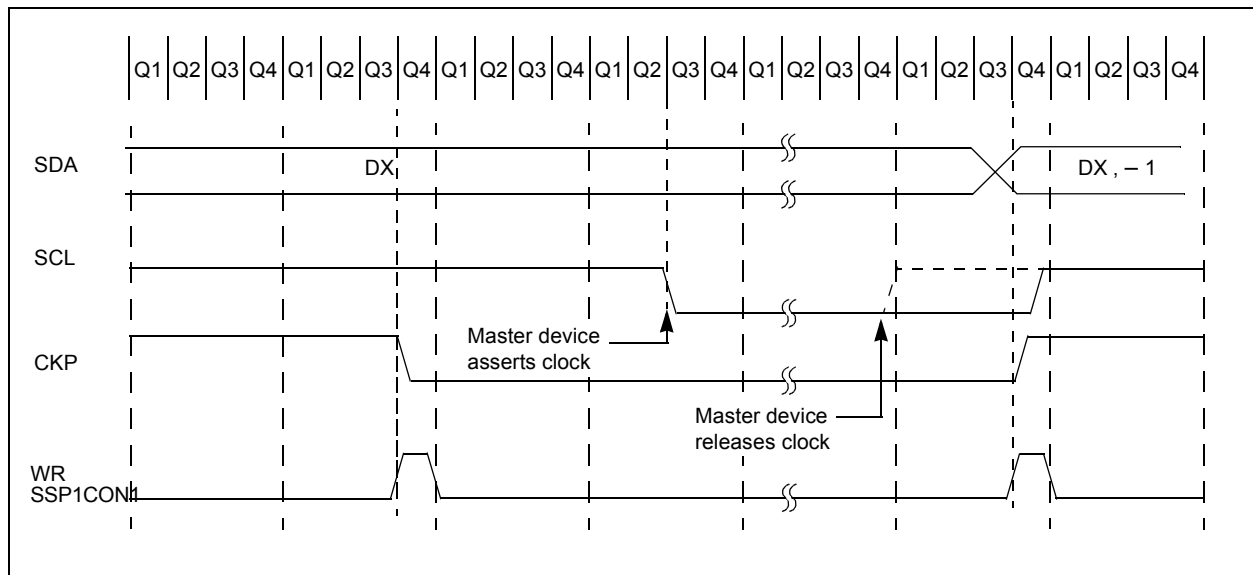 Q1 Q2 Q3 Q4 Q1 Q2 Q3 Q4 Q1 Q2 Q3 Q4 Q1 Q2 Q3 Q4 Q1 Q2 Q3 Q4 Q1 Q2 Q3 Q4 Q1 Q2 Q3 Q4
SDA
DX
DX , – 1
SCL
Master device
asserts clock
CKP
Master device
releases clock
WR
SSP1CON1